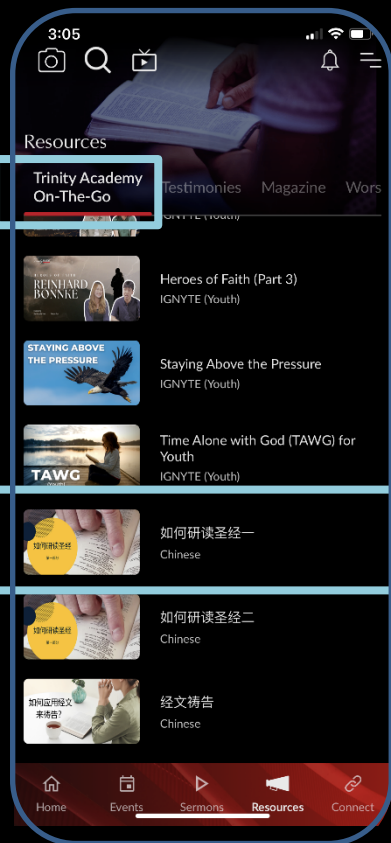 3:05
Resources
Trinity Academy
On-The-Go
Testimonies
Magazine
Wors
IGNYTE (Youth)
REINHARD
BONNKE
Heroes of Faith (Part 3)
IGNYTE (Youth)
STAYING ABOVE
THE PRESSURE
Staying Above the Pressure
IGNYTE (Youth)
TAWG
Time Alone with God (TAWG) for
Youth
IGNYTE (Youth)
如何研读圣经
如何研读圣经一
Chinese
如何研读圣经
如何研读圣经二
Chinese
如何应用经文
来祷告?
经文祷告
Chinese
Home
Events
Sermons
Resources
Connect